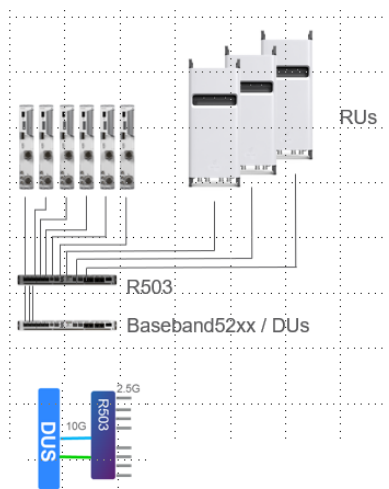 RUs
R503
Baseband52xx / DUs
2.5G
10G
DUS
R503